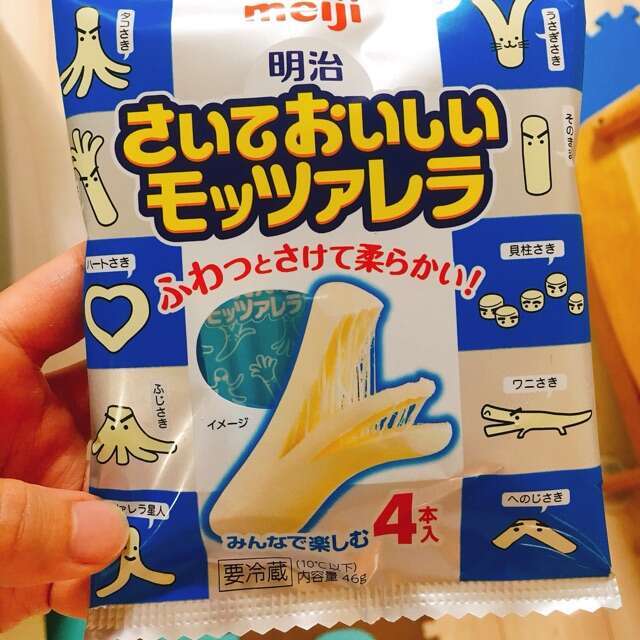 meiji
明治
さいておいしい
モッツァレラ
ふわっとさけて柔らかい!
モッツァレラ
イメージ
みんなで楽しむ
4本入
要冷蔵
(10℃以下)
内容量46g
タコさき
ハートさき
ふじさき
ァレラ星人
うさぎさき
そのまま
貝柱さき
ワニさき
へのじさき